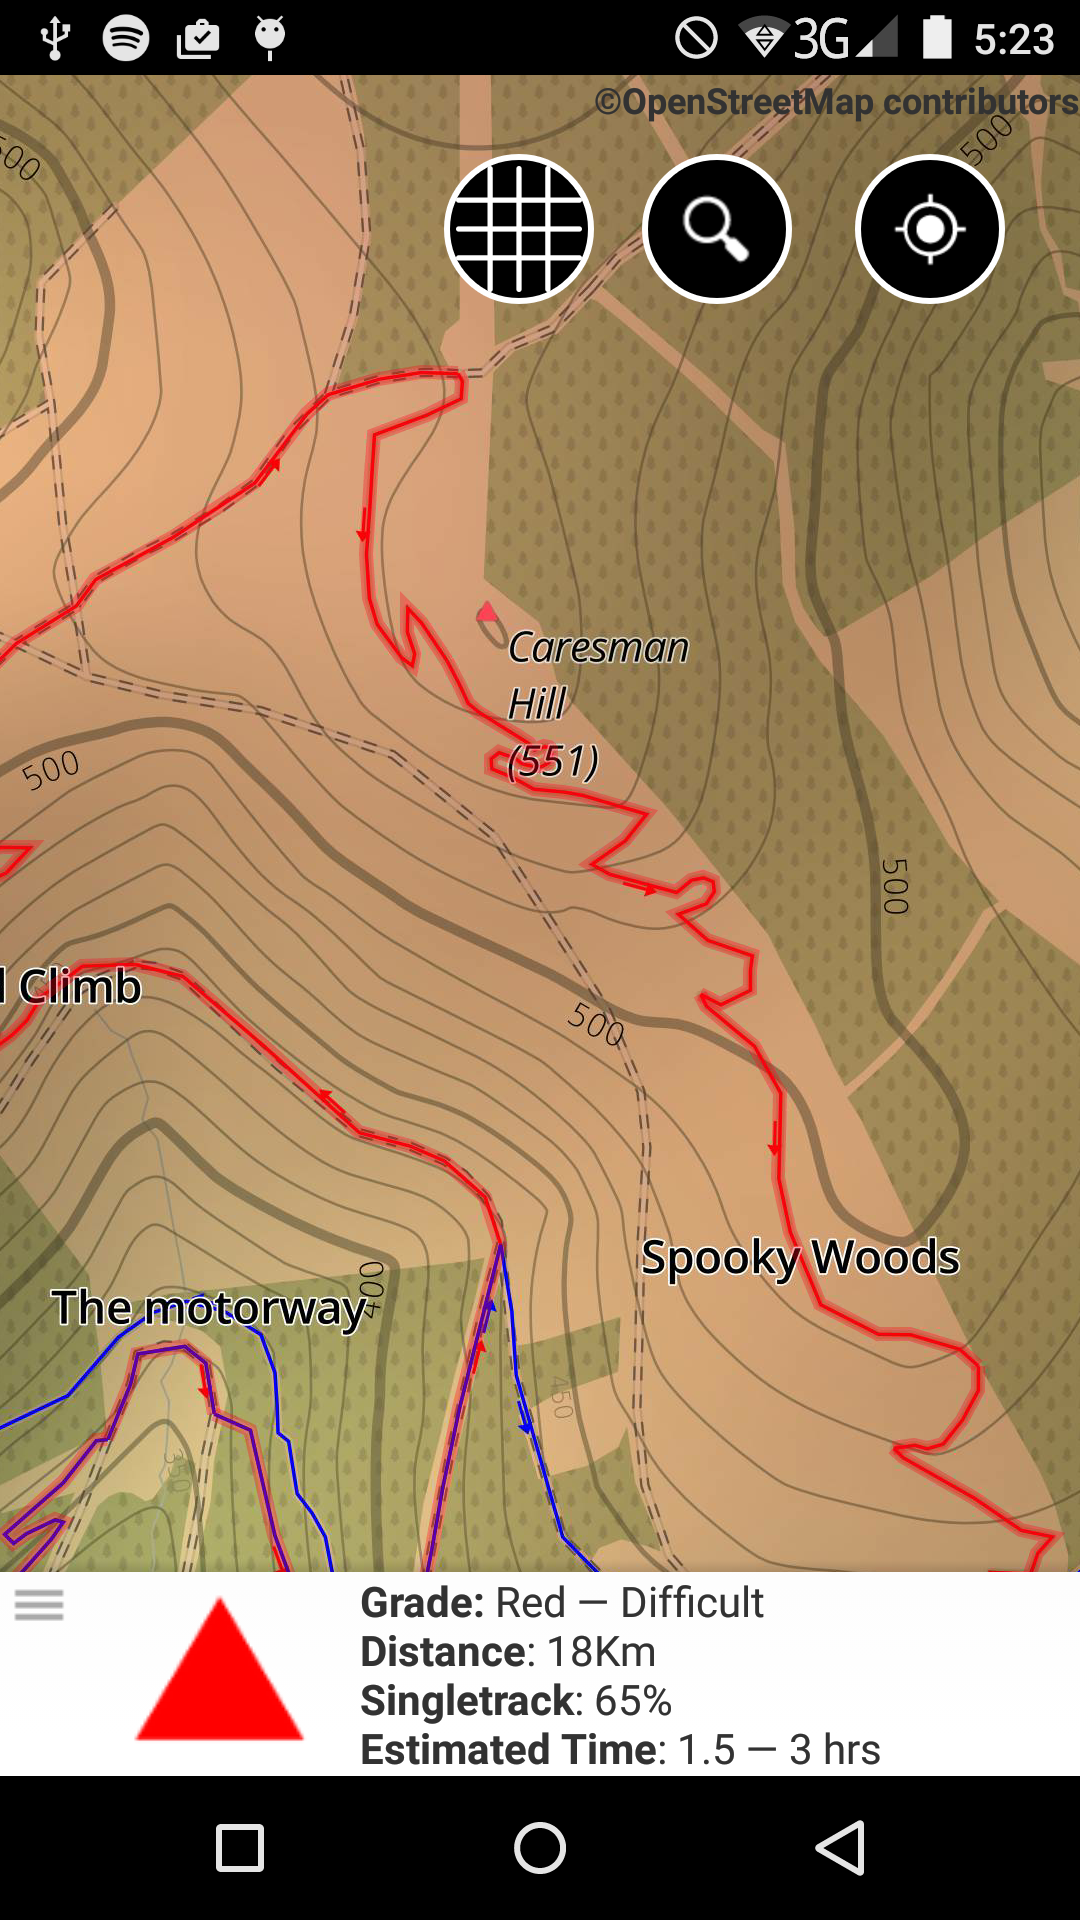 3G 5:23
©OpenStreetMap contributors
500
500
Caresman
Hill
(551)
500
500
l Climb
500
Spooky Woods
The motorway
400
450
350
Grade: Red — Difficult
Distance: 18Km
Singletrack: 65%
Estimated Time: 1.5 — 3 hrs